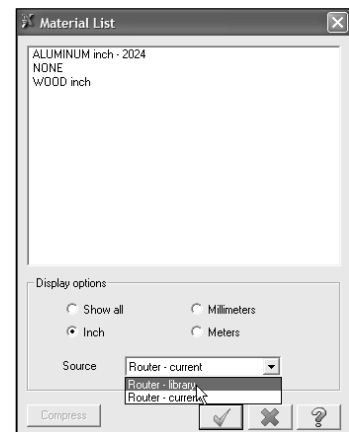 Material List
ALUMINUM inch - 2024
NONE
WOOD inch
Display options
Show all
Millimeters
Inch
Meters
Source
Router - current
Router - library
Router - current
Compress